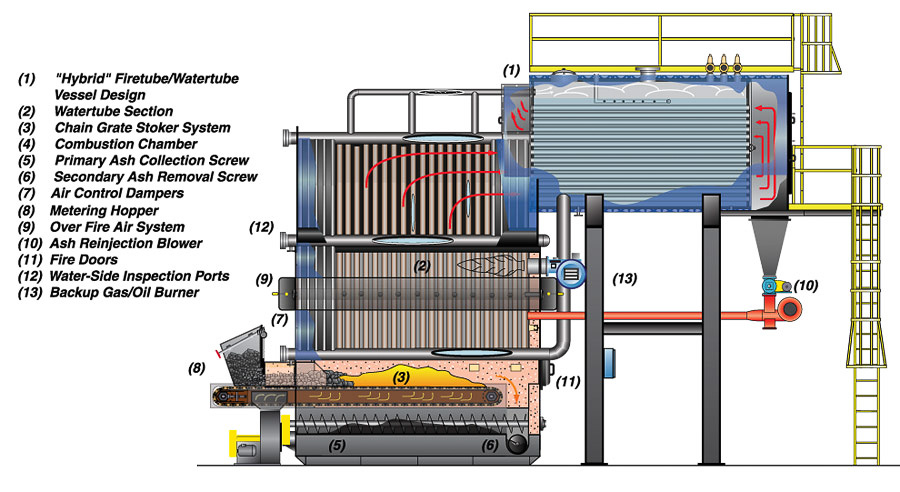 (1) "Hybrid" Firetube/Watertube
Vessel Design
(2) Watertube Section
(3) Chain Grate Stoker System
(4) Combustion Chamber
(5) Primary Ash Collection Screw
(6) Secondary Ash Removal Screw
(7) Air Control Dampers
(8) Metering Hopper
(9) Over Fire Air System
(10) Ash Reinjection Blower
(11) Fire Doors
(12) Water-Side Inspection Ports
(13) Backup Gas/Oil Burner
(1)
(12)
(2)
(9)
(13)
(10)
(7)
(8)
(3)
(11)
(5)
(6)